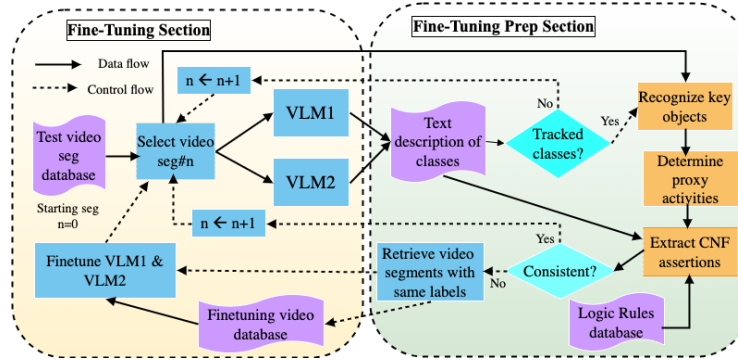 Fine-Tuning Section
Fine-Tuning Prep Section
Data flow
Control flow
n ← n+1
No
Yes
Test video
seg
database
Select video
seg#n
VLM1
VLM2
Text
description of
classes
Tracked
classes?
Recognize key
objects
Determine
proxy
activities
Starting seg
n=0
n ← n+1
Yes
Finetune VLM1 &
VLM2
Retrieve video
segments with
same labels
No
Consistent?
Extract CNF
assertions
Finetuning video
database
Logic Rules
database